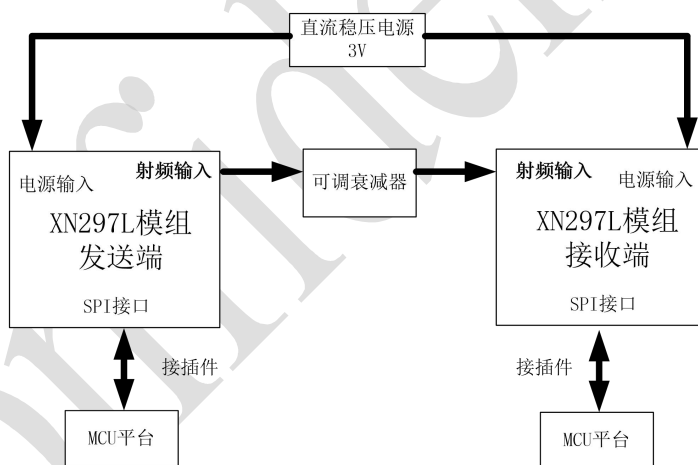 直流稳压电源
3V
电源输入
射频输入
XN297L模组
发送端
SPI接口
可调衰减器
射频输入
电源输入
XN297L模组
接收端
SPI接口
接插件
接插件
MCU平台
MCU平台